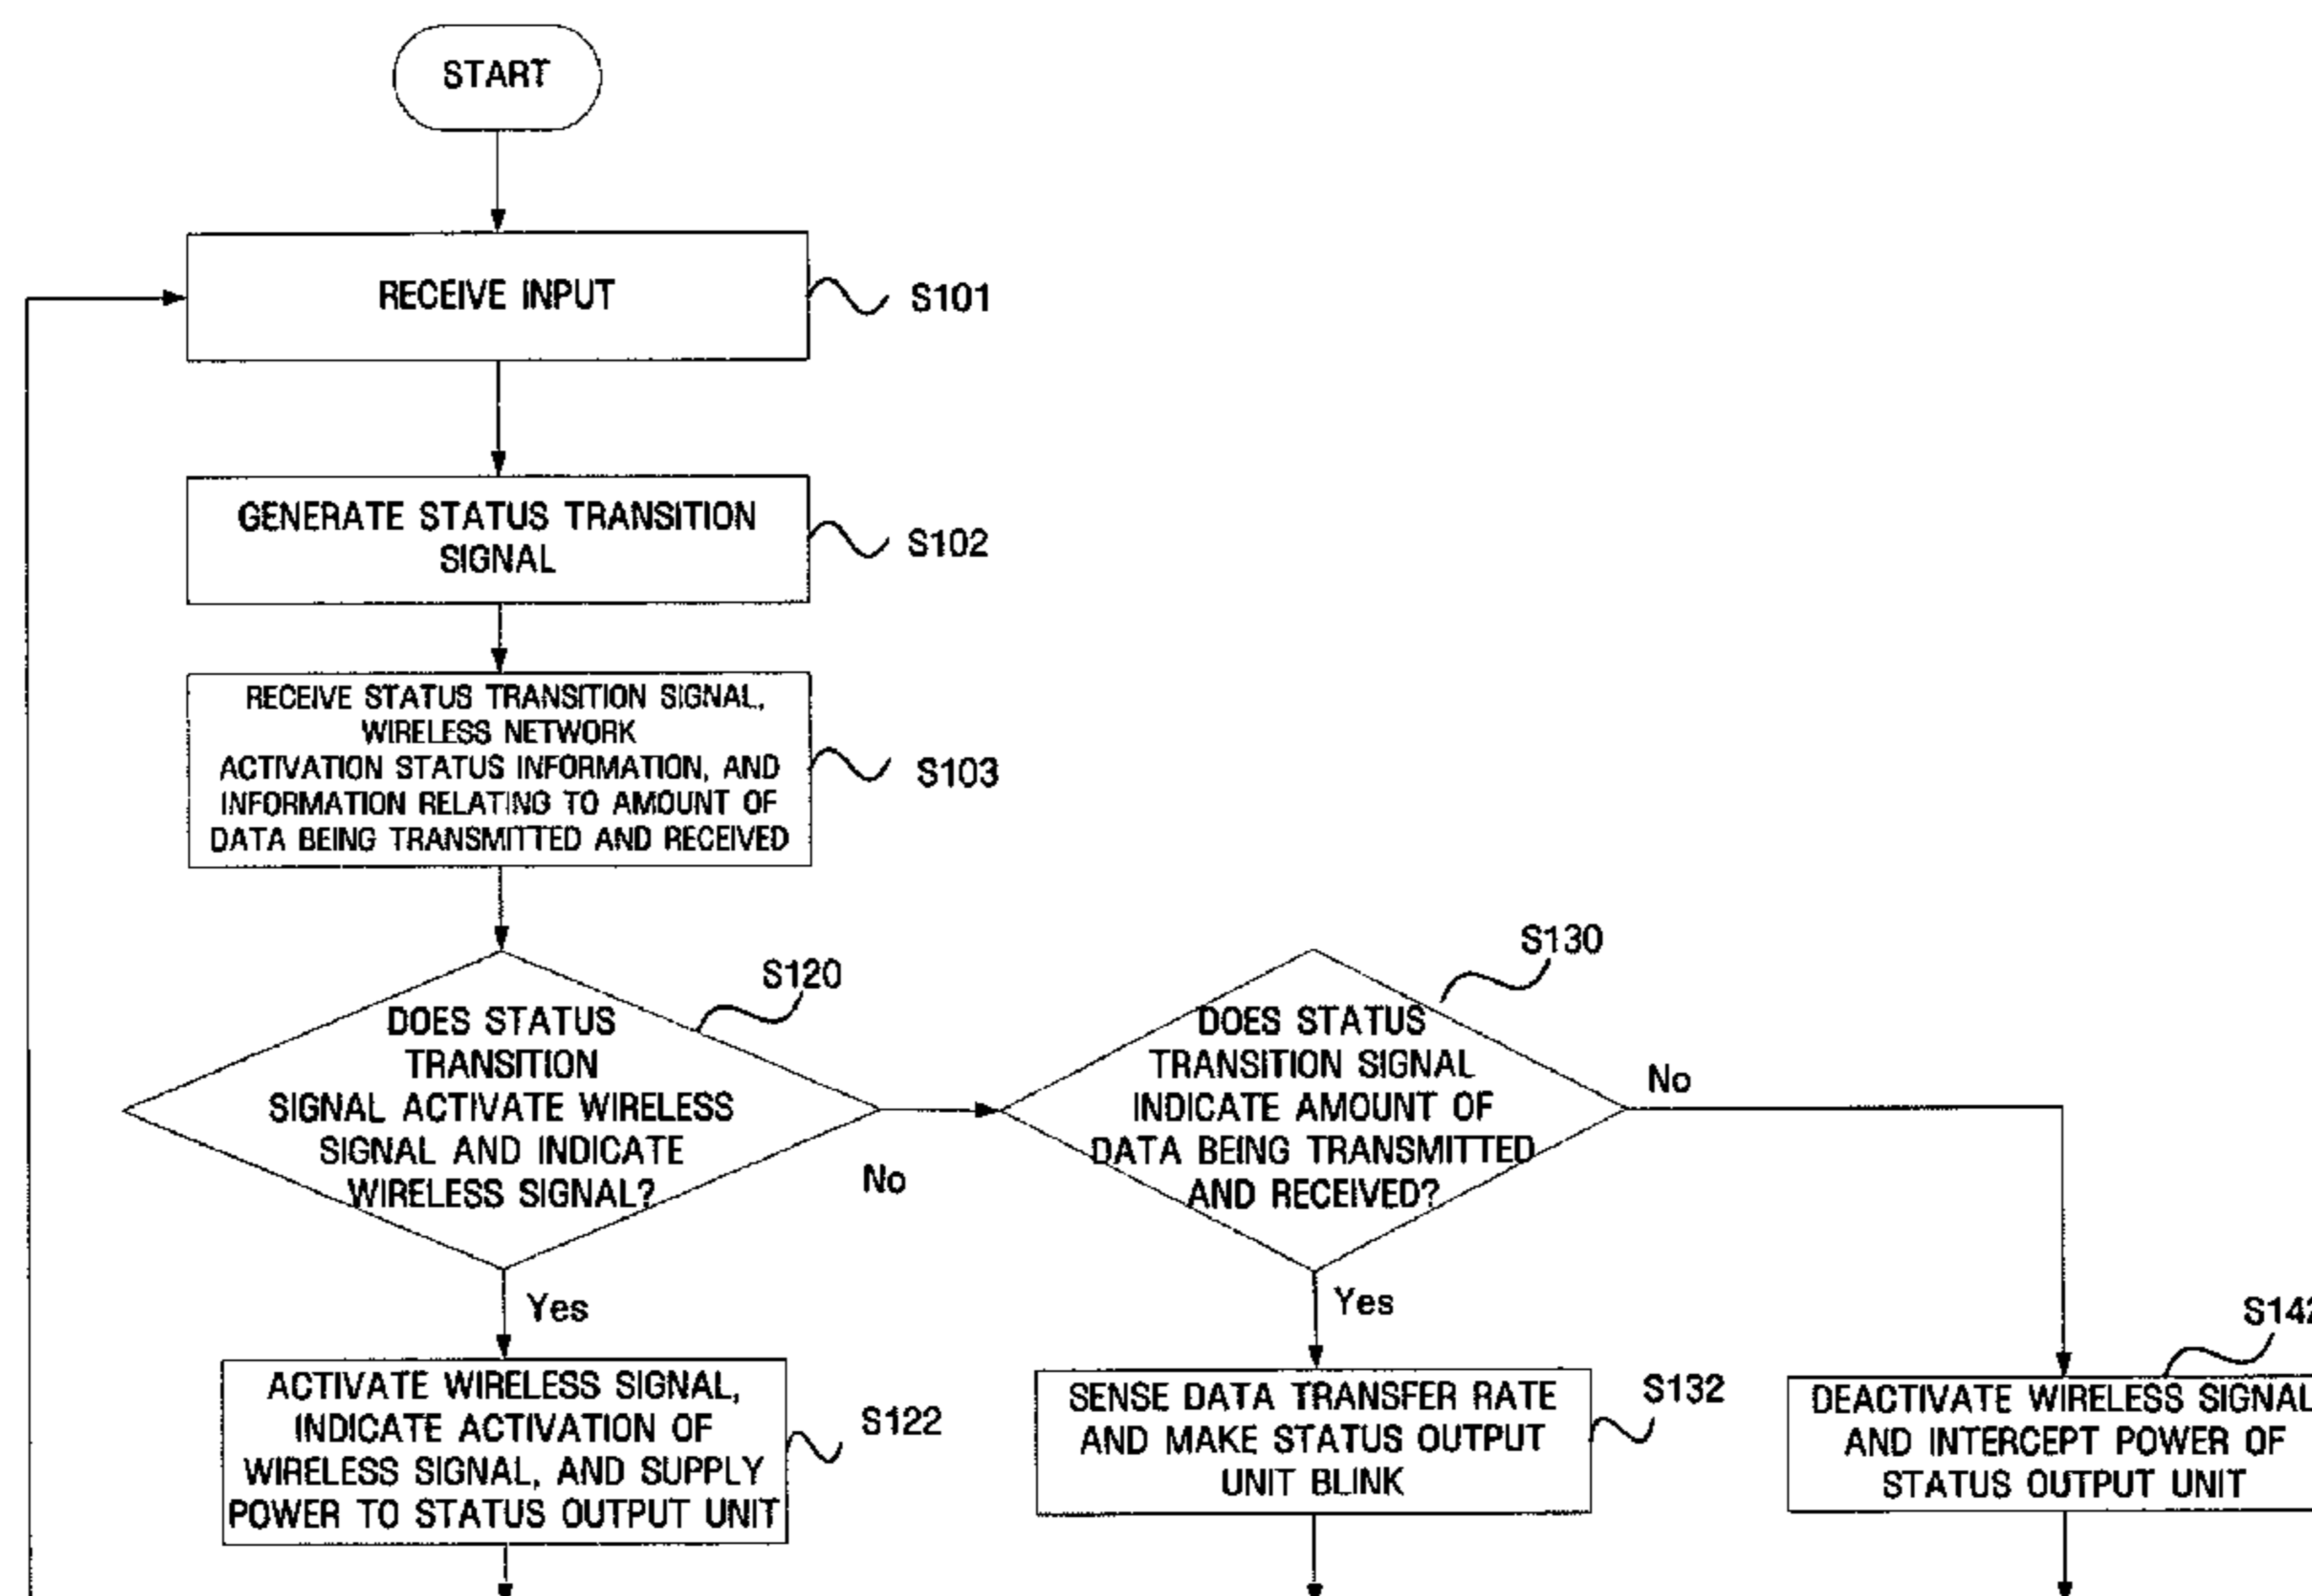 START
RECEIVE INPUT
S101
GENERATE STATUS TRANSITION
SIGNAL
S102
RECEIVE STATUS TRANSITION SIGNAL,
WIRELESS NETWORK
ACTIVATION STATUS INFORMATION, AND
INFORMATION RELATING TO AMOUNT OF
DATA BEING TRANSMITTED AND RECEIVED
S103
S120
DOES STATUS
TRANSITION
SIGNAL ACTIVATE WIRELESS
SIGNAL AND INDICATE
WIRELESS SIGNAL?
No
Yes
S130
DOES STATUS
TRANSITION SIGNAL
INDICATE AMOUNT OF
DATA BEING TRANSMITTED
AND RECEIVED?
No
Yes
ACTIVATE WIRELESS SIGNAL,
INDICATE ACTIVATION OF
WIRELESS SIGNAL, AND SUPPLY
POWER TO STATUS OUTPUT UNIT
S122
SENSE DATA TRANSFER RATE
AND MAKE STATUS OUTPUT
UNIT BLINK
S132
S142
DEACTIVATE WIRELESS SIGNAL
AND INTERCEPT POWER OF
STATUS OUTPUT UNIT